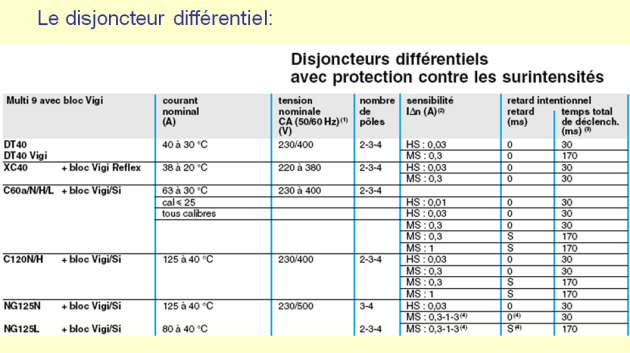 Le disjoncteur différentiel:
Disjoncteurs différentiels
avec protection contre les surintensités
Multi 9 avec bloc Vigi courant nominal (A) tension nominale CA (50/60 Hz)(1) (V) nombre de pôles sensibilité I∆n (A)(2) retard intentionnel retard (ms) temps total de déclench. (ms) (3)
DT40 40 à 30 °C 230/400 2-3-4 HS : 0,03 0 30
DT40 Vigi MS : 0,3 0 170
XC40 + bloc Vigi Reflex 38 à 20 °C 220 à 380 2-3-4 HS : 0,03 0 30
MS : 0,3 0 30
C60a/N/H/L + bloc Vigi/Si 63 à 30 °C 230 à 400 2-3-4
cal ⩽ 25 HS : 0,01 0 30
tous calibres HS : 0,03 0 30
MS : 0,3 0 30
MS : 0,3 S 170
MS : 1 S 170
C120N/H + bloc Vigi/Si 125 à 40 °C 230/400 2-3-4 HS : 0,03 0 30
MS : 0,3 0 30
MS : 0,3 S 170
MS : 1 S 170
NG125N + bloc Vigi/Si 125 à 40 °C 230/500 3-4 HS : 0,03 0 30
MS : 0,3-1-3(4) 0(4) 30
NG125L + bloc Vigi/Si 80 à 40°C 2-3-4 MS : 0,3-1-3(4) S(4) 170